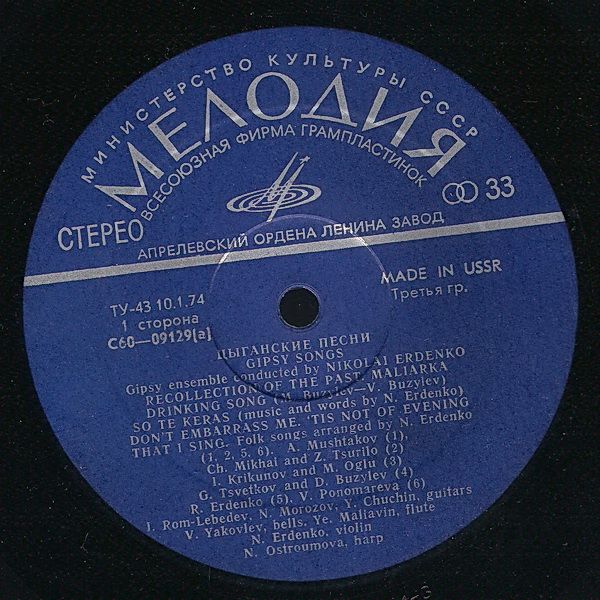 МИНИСТЕРСТВО КУЛЬТУРЫ СССР
МЕЛОДИЯ
ВСЕСОЮЗНАЯ ФИРМА ГРАМПЛАСТИНОК
СТЕРЕО
33
АПРЕЛЕВСКИЙ ОРДЕНА ЛЕНИНА ЗАВОД
MADE IN USSR
Третья гр.
ТУ-43 10.1.74
1 сторона
С60—09129(a)
ЦЫГАНСКИЕ ПЕСНИ
GIPSY SONGS
Gipsy ensemble conducted by NIKOLAI ERDENKO
RECOLLECTION OF THE PAST. MALIARKA
DRINKING SONG (M. Buzylev—V. Buzylev)
SO TE KERAS (music and words by N. Erdenko)
DON'T EMBARRASS ME. 'TIS NOT OF EVENING
THAT I SING. Folk songs arranged by N. Erdenko
(1, 2, 5, 6). A. Mushtakov (1),
Ch. Mikhai and Z. Tsurilo (2)
I. Krikunov and M. Oglu (3)
G. Tsvetkov and D. Buzylev (4)
R. Erdenko (5), V. Ponomareva (6)
I. Rom-Lebedev, N. Morozov, Y. Chuchin, guitars
V. Yakovlev, bells, Ye. Maliavin, flute
N. Erdenko, violin
N. Ostroumova, harp